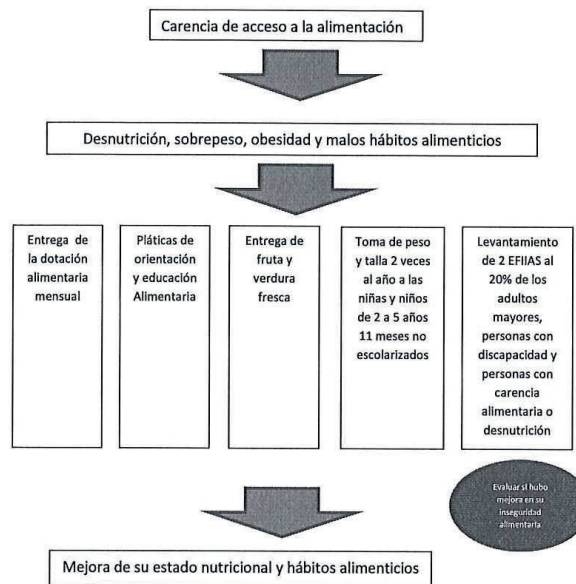 Carencia de acceso a la alimentación
Desnutrición, sobrepeso, obesidad y malos hábitos alimenticios
Entrega de
la dotación
alimentaria
mensual
Pláticas de
orientación
y educación
Alimentaria
Entrega de
fruta y
verdura
fresca
Toma de peso
y talla 2 veces
al año a las
niñas y niños
de 2 a 5 años
11 meses no
escolarizados
Levantamiento
de 2 EFIIAS al
20% de los
adultos
mayores,
personas con
discapacidad y
personas con
carencia
alimentaria o
desnutrición
Evaluar si hubo
mejora en su
inseguridad
alimentaria
Mejora de su estado nutricional y hábitos alimenticios